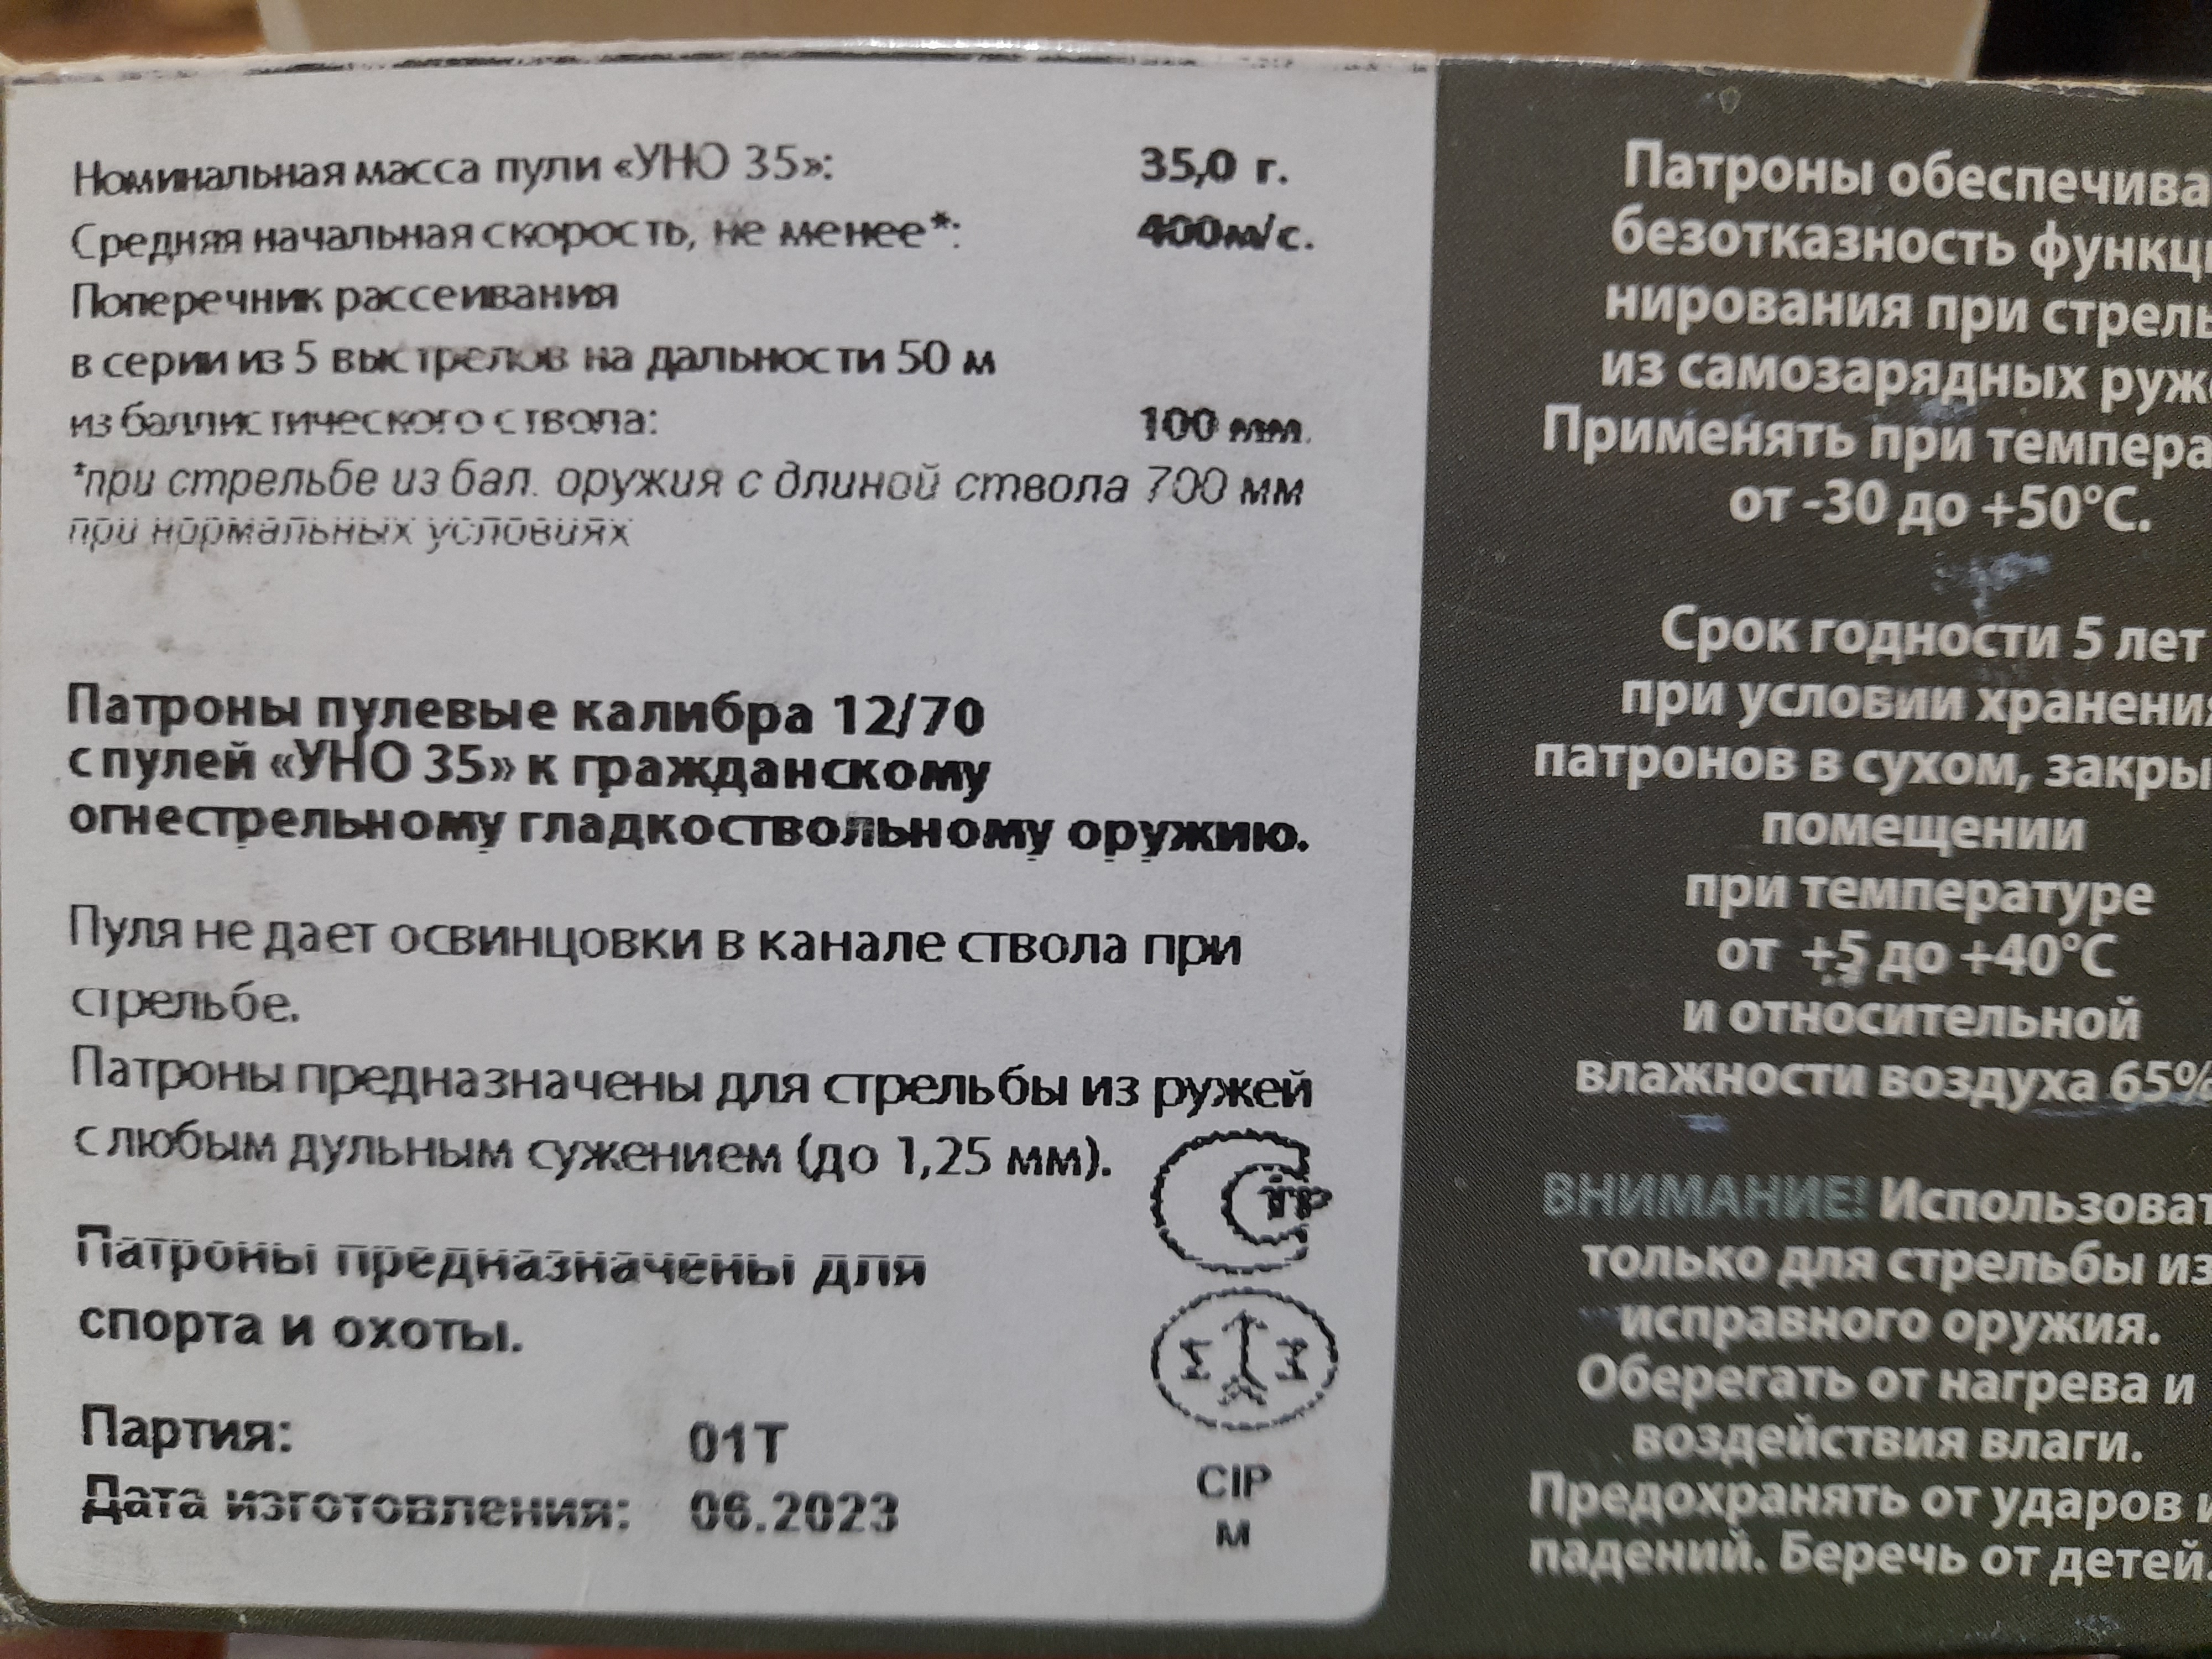 Номинальная масса пули «УНО 35»: 35,0 г.
Средняя начальная скорость, не менее*: 400м/с.
Поперечник рассеивания
в серии из 5 выстрелов на дальности 50 м
из баллистического ствола: 100 мм.
*при стрельбе из бал. оружия с длиной ствола 700 мм
при нормальных условиях
Патроны пулевые калибра 12/70
с пулей «УНО 35» к гражданскому
огнестрельному гладкоствольному оружию.
Пуля не дает освинцовки в канале ствола при
стрельбе.
Патроны предназначены для стрельбы из ружей
с любым дульным сужением (до 1,25 мм).
Патроны предназначены для
спорта и охоты.
Партия: 01Т
Дата изготовления: 06.2023
CIP
М
Патроны обеспечива
безотказность функци
нирования при стрель
из самозарядных руж
Применять при темпера
от -30 до +50°С.
Срок годности 5 лет
при условии хранения
патронов в сухом, закры
помещении
при температуре
от +5 до +40°С
и относительной
влажности воздуха 65%
ВНИМАНИЕ! Использоват
только для стрельбы из
исправного оружия.
Оберегать от нагрева и
воздействия влаги.
Предохранять от ударов и
падений. Беречь от детей.